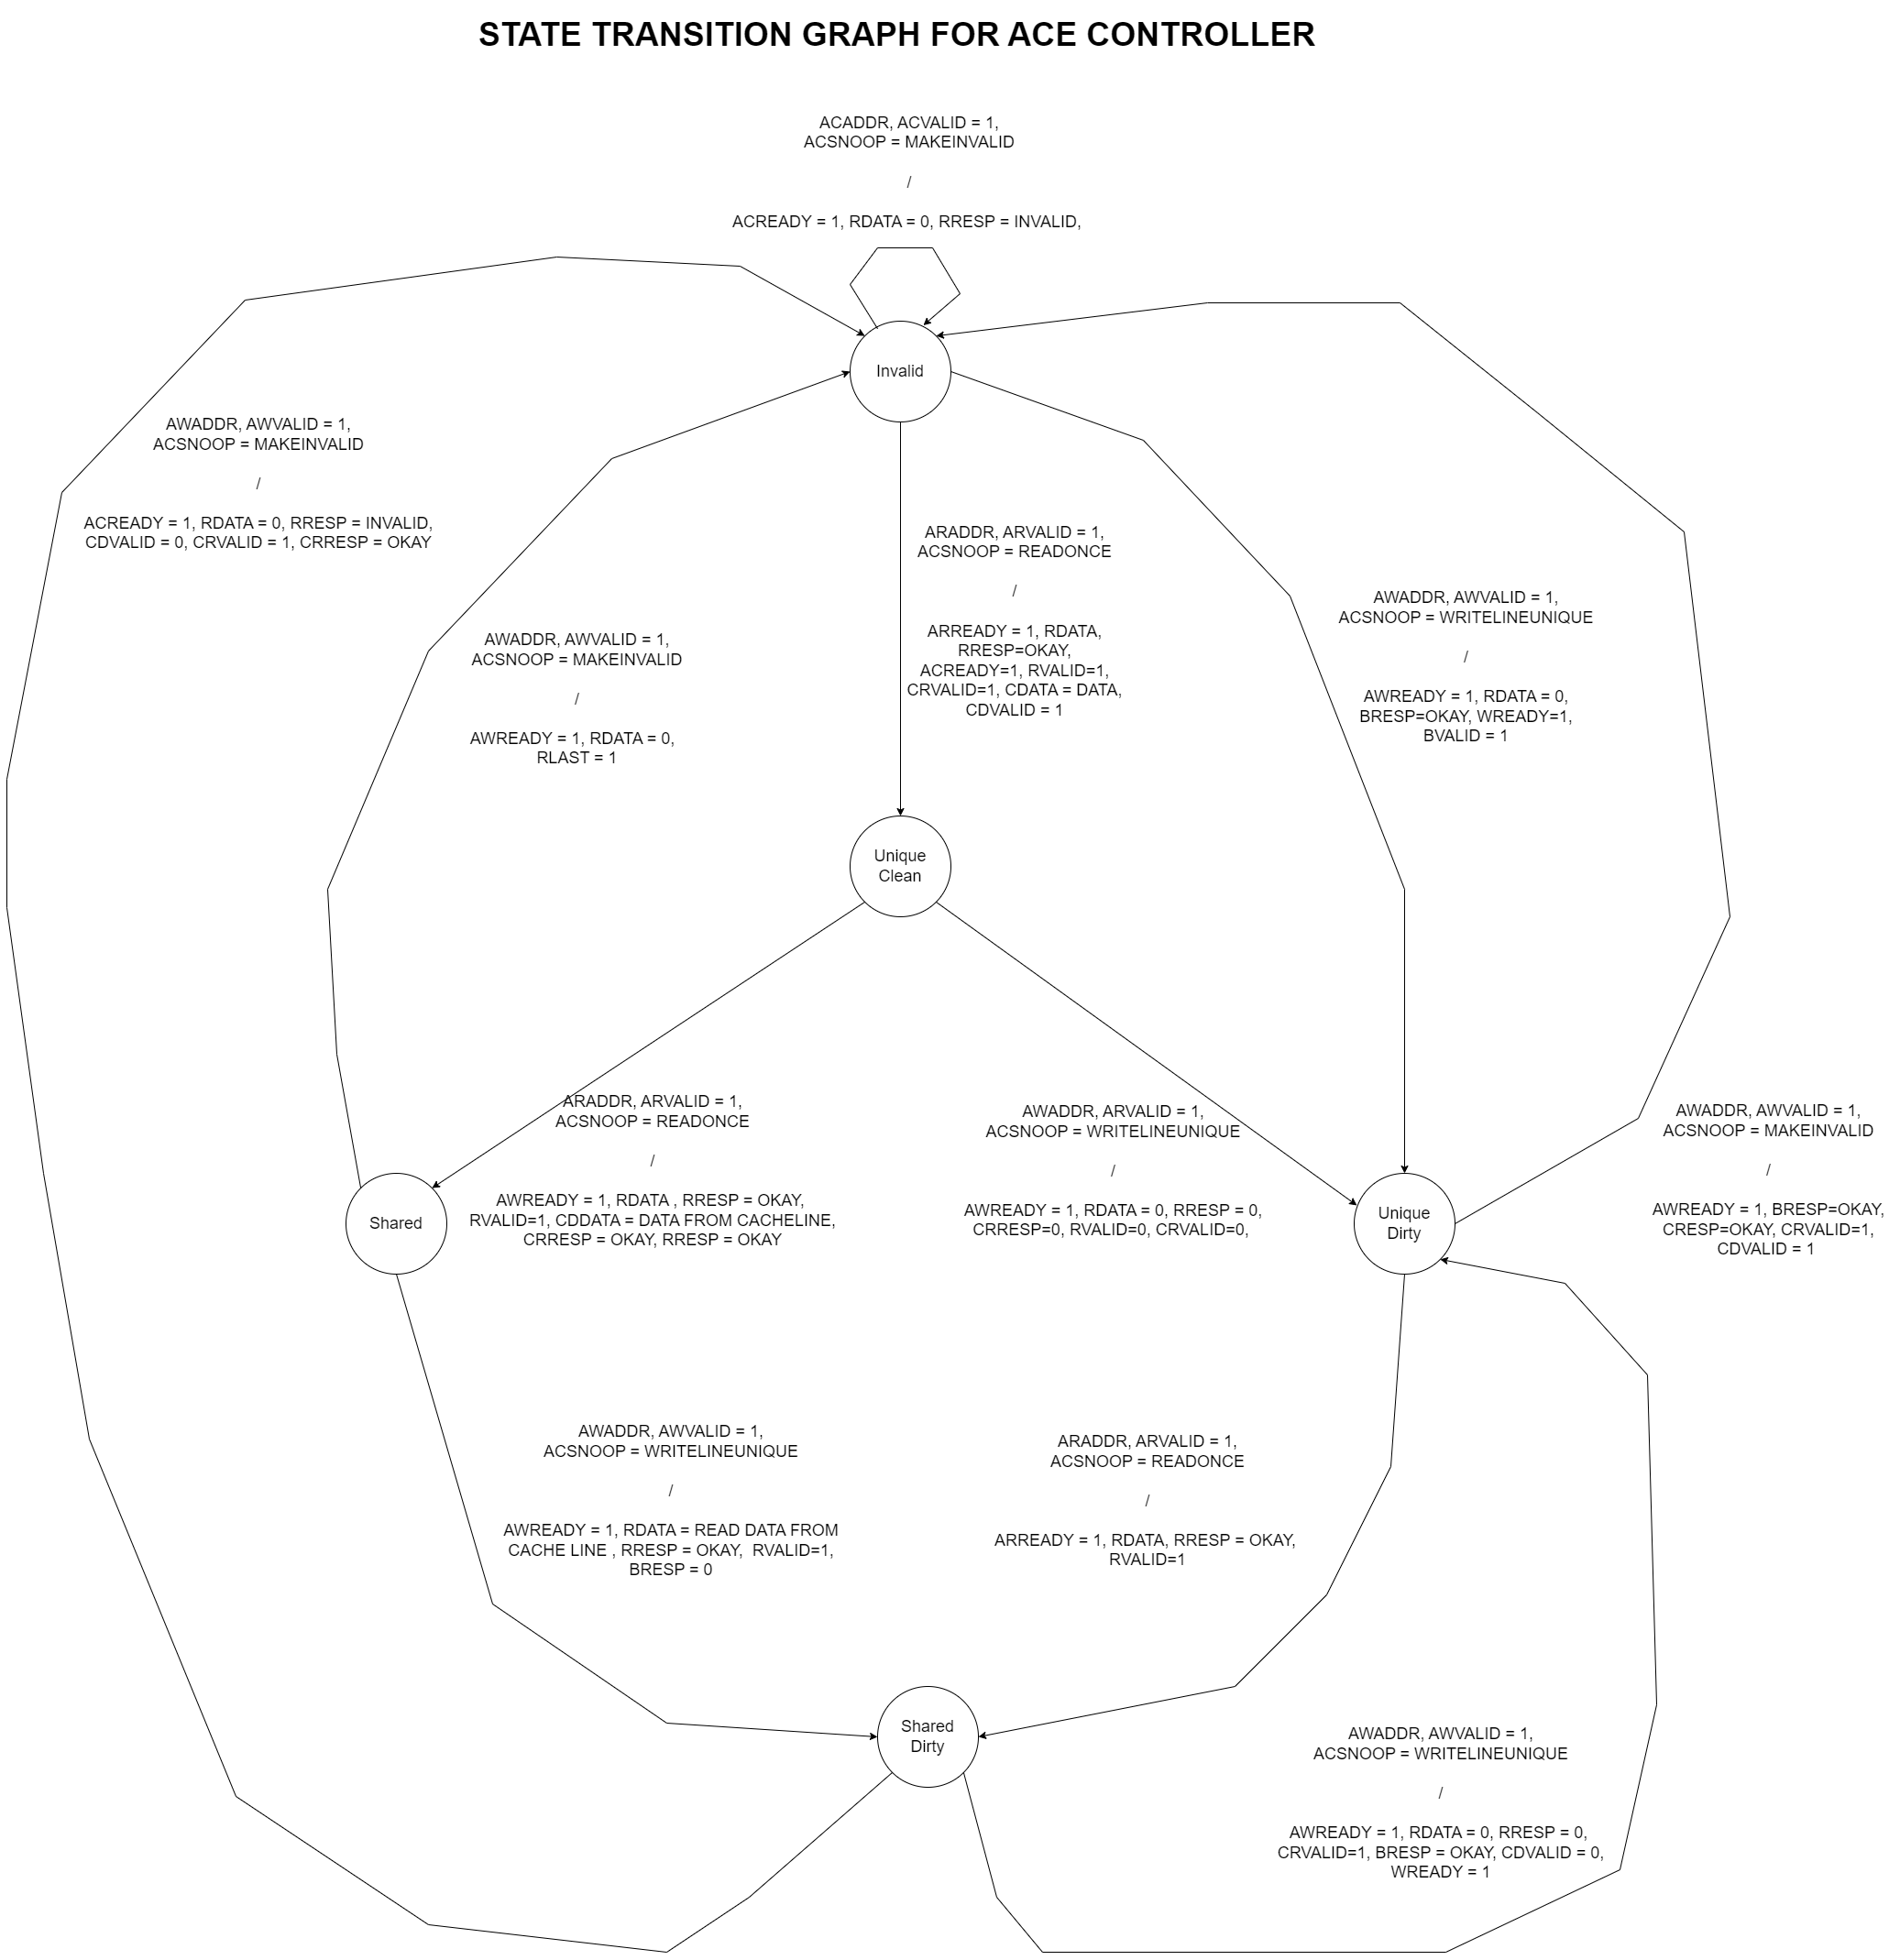 STATE TRANSITION GRAPH FOR ACE CONTROLLER
ACADDR, ACVALID = 1,
ACSNOOP = MAKEINVALID
/
ACREADY = 1, RDATA = 0, RRESP = INVALID,
Invalid
AWADDR, AWVALID = 1,
ACSNOOP = MAKEINVALID
/
ACREADY = 1, RDATA = 0, RRESP = INVALID,
CDVALID = 0, CRVALID = 1, CRRESP = OKAY
ARADDR, ARVALID = 1,
ACSNOOP = READONCE
/
ARREADY = 1, RDATA,
RRESP=OKAY,
ACREADY=1, RVALID=1,
CRVALID=1, CDATA = DATA,
CDVALID = 1
AWADDR, AWVALID = 1,
ACSNOOP = WRITELINEUNIQUE
/
AWREADY = 1, RDATA = 0,
BRESP=OKAY, WREADY=1,
BVALID = 1
AWADDR, AWVALID = 1,
ACSNOOP = MAKEINVALID
/
AWREADY = 1, RDATA = 0,
RLAST = 1
Unique
Clean
ARADDR, ARVALID = 1,
ACSNOOP = READONCE
/
AWREADY = 1, RDATA , RRESP = OKAY,
RVALID=1, CDDATA = DATA FROM CACHELINE,
CRRESP = OKAY, RRESP = OKAY
AWADDR, ARVALID = 1,
ACSNOOP = WRITELINEUNIQUE
/
AWREADY = 1, RDATA = 0, RRESP = 0,
CRRESP=0, RVALID=0, CRVALID=0,
AWADDR, AWVALID = 1,
ACSNOOP = MAKEINVALID
/
AWREADY = 1, BRESP=OKAY,
CRESP=OKAY, CRVALID=1,
CDVALID = 1
Shared
Unique
Dirty
AWADDR, AWVALID = 1,
ACSNOOP = WRITELINEUNIQUE
/
AWREADY = 1, RDATA = READ DATA FROM
CACHE LINE , RRESP = OKAY,  RVALID=1,
BRESP = 0
ARADDR, ARVALID = 1,
ACSNOOP = READONCE
/
ARREADY = 1, RDATA, RRESP = OKAY,
RVALID=1
Shared
Dirty
AWADDR, AWVALID = 1,
ACSNOOP = WRITELINEUNIQUE
/
AWREADY = 1, RDATA = 0, RRESP = 0,
CRVALID=1, BRESP = OKAY, CDVALID = 0,
WREADY = 1